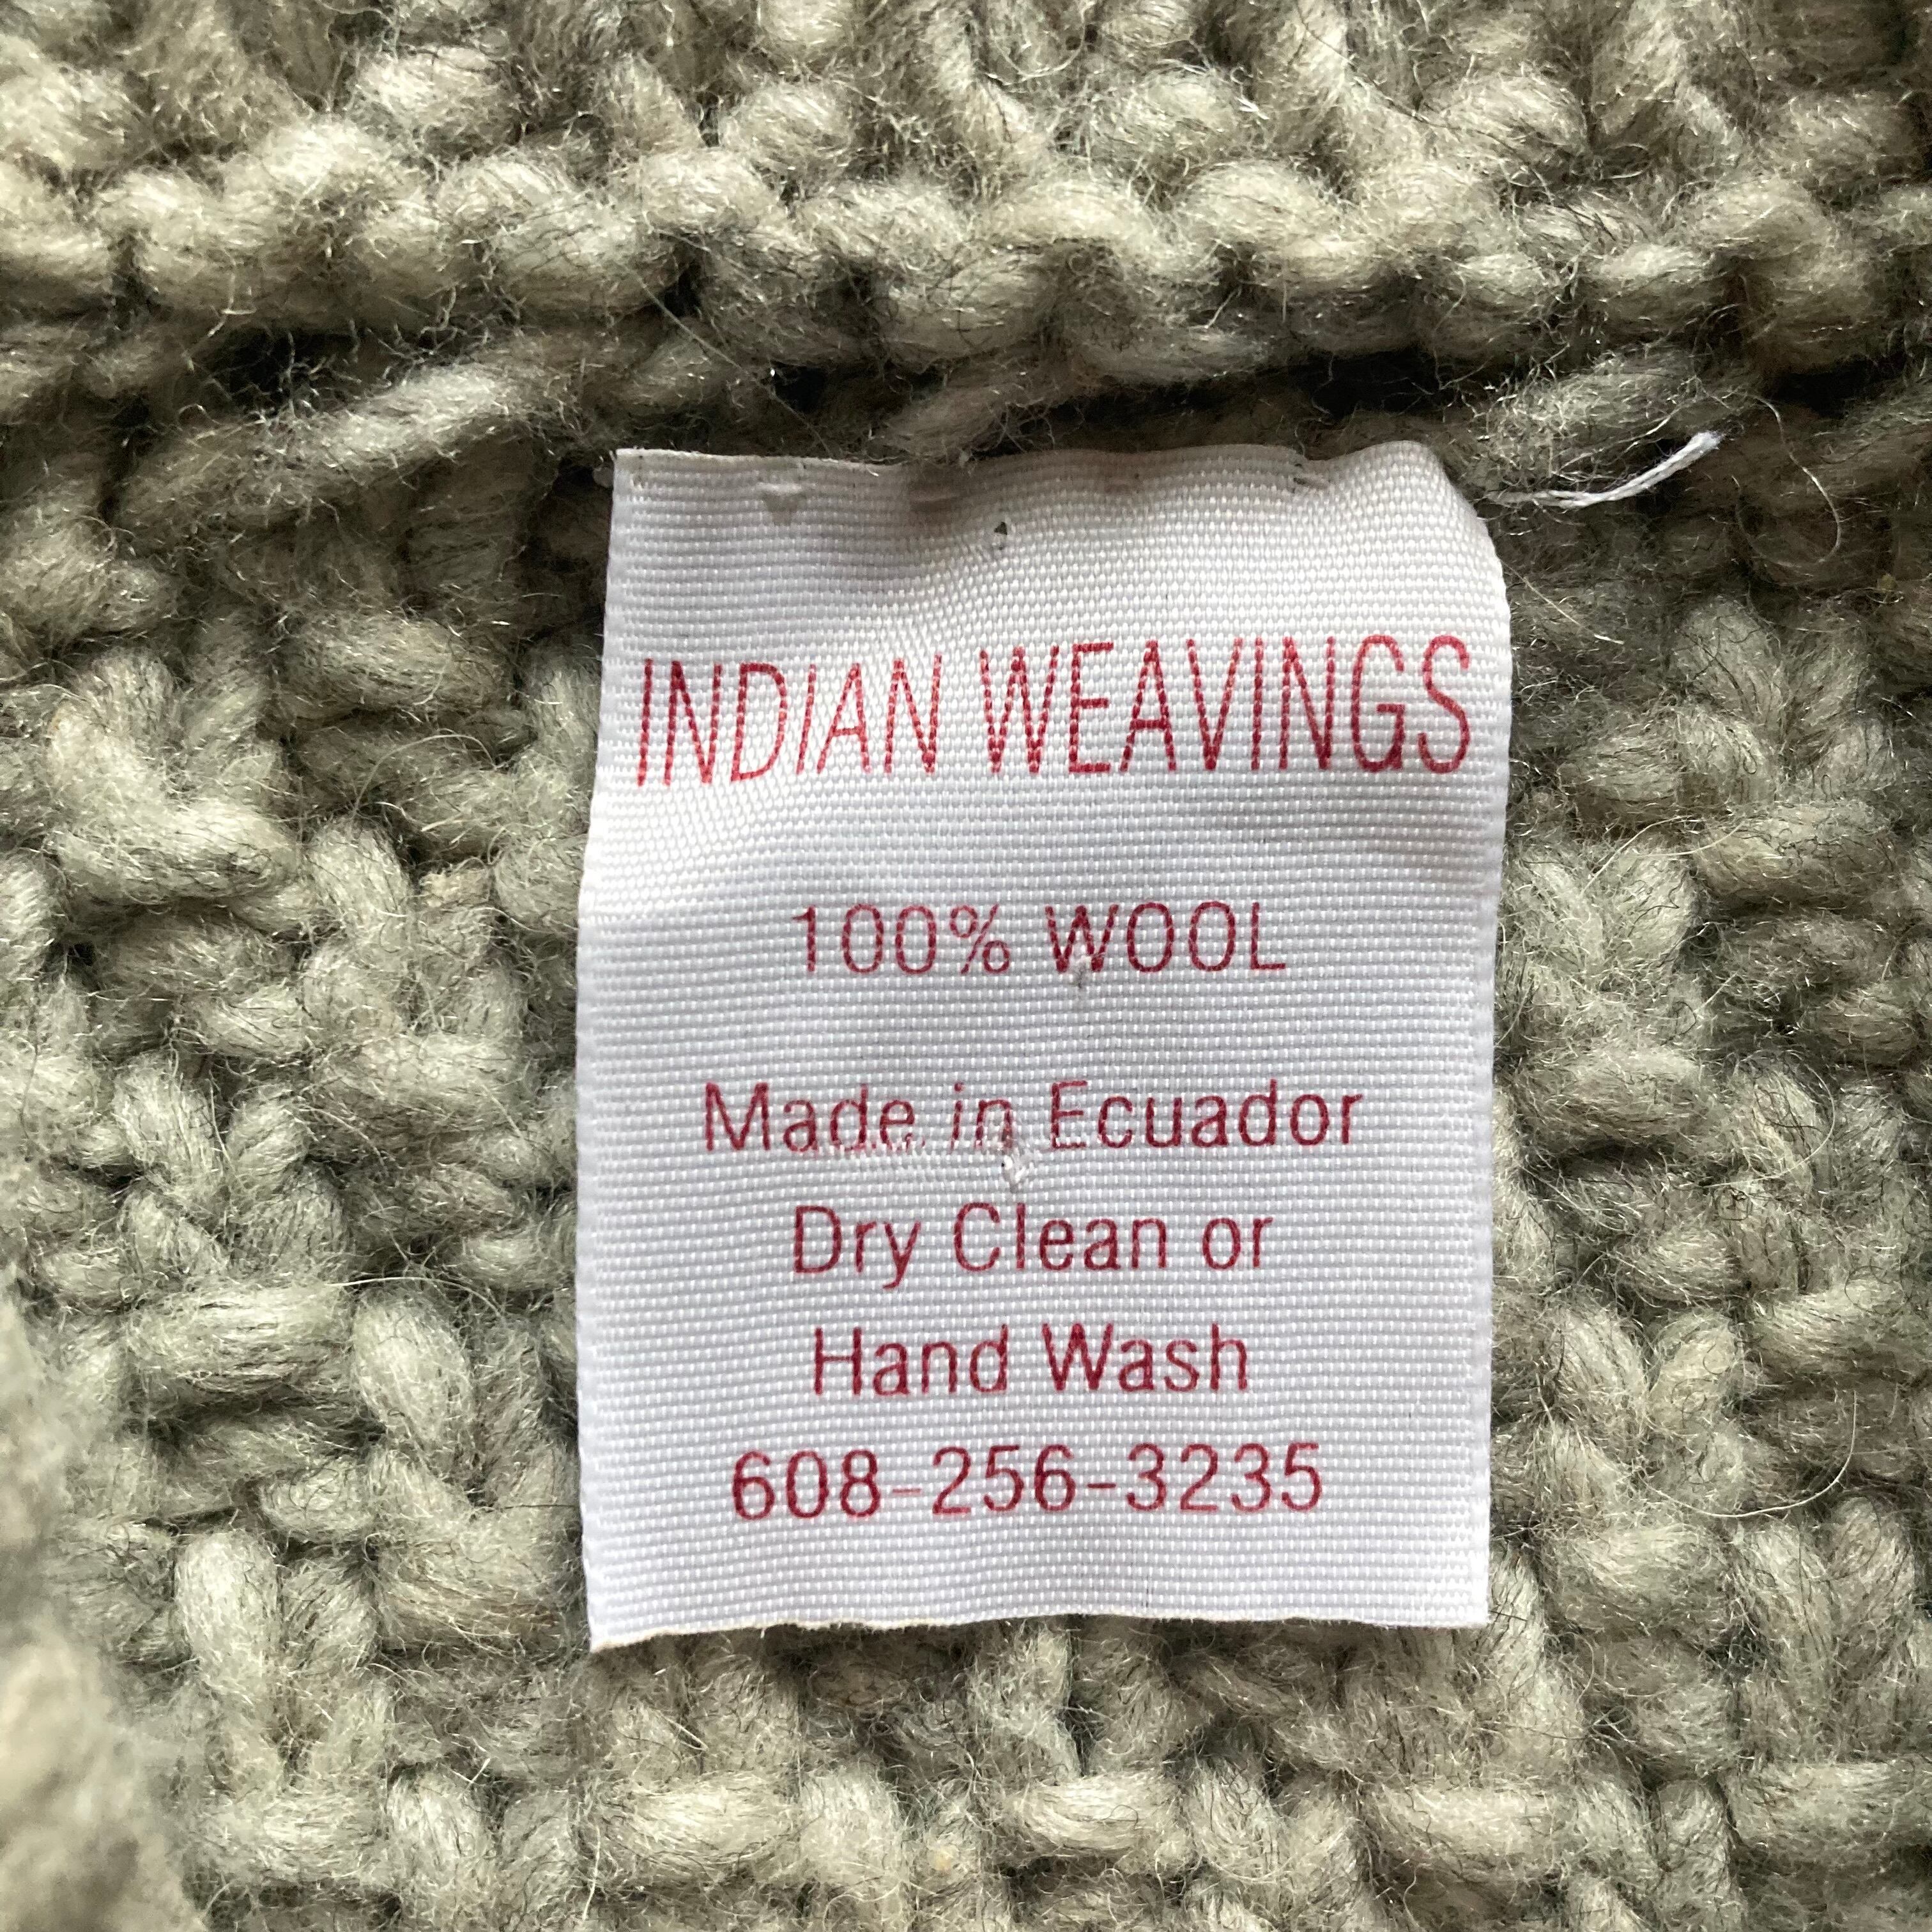 INDIAN WEAVINGS
100% WOOL
Made in Ecuador
Dry Clean or
Hand Wash
608-256-3235